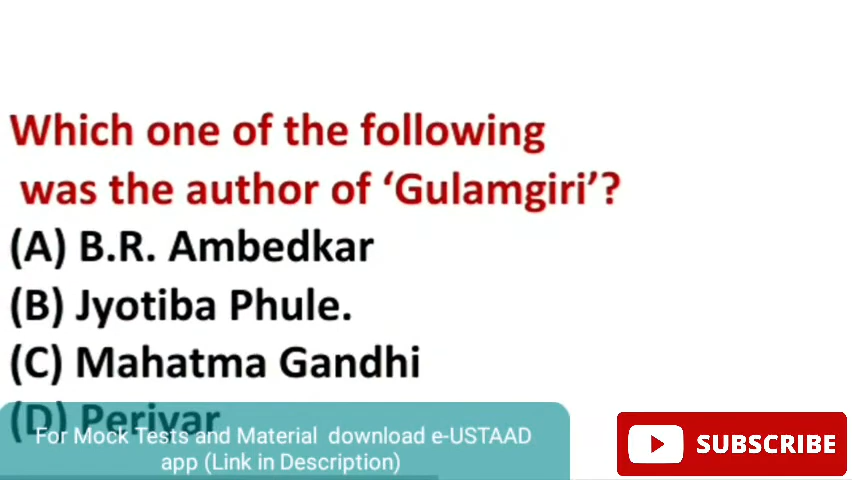 Which one of the following
was the author of ‘Gulamgiri’?
(A) B.R. Ambedkar
(B) Jyotiba Phule.
(C) Mahatma Gandhi
(D) Periyar
For Mock Tests and Material download e-USTAAD
app (Link in Description)
SUBSCRIBE